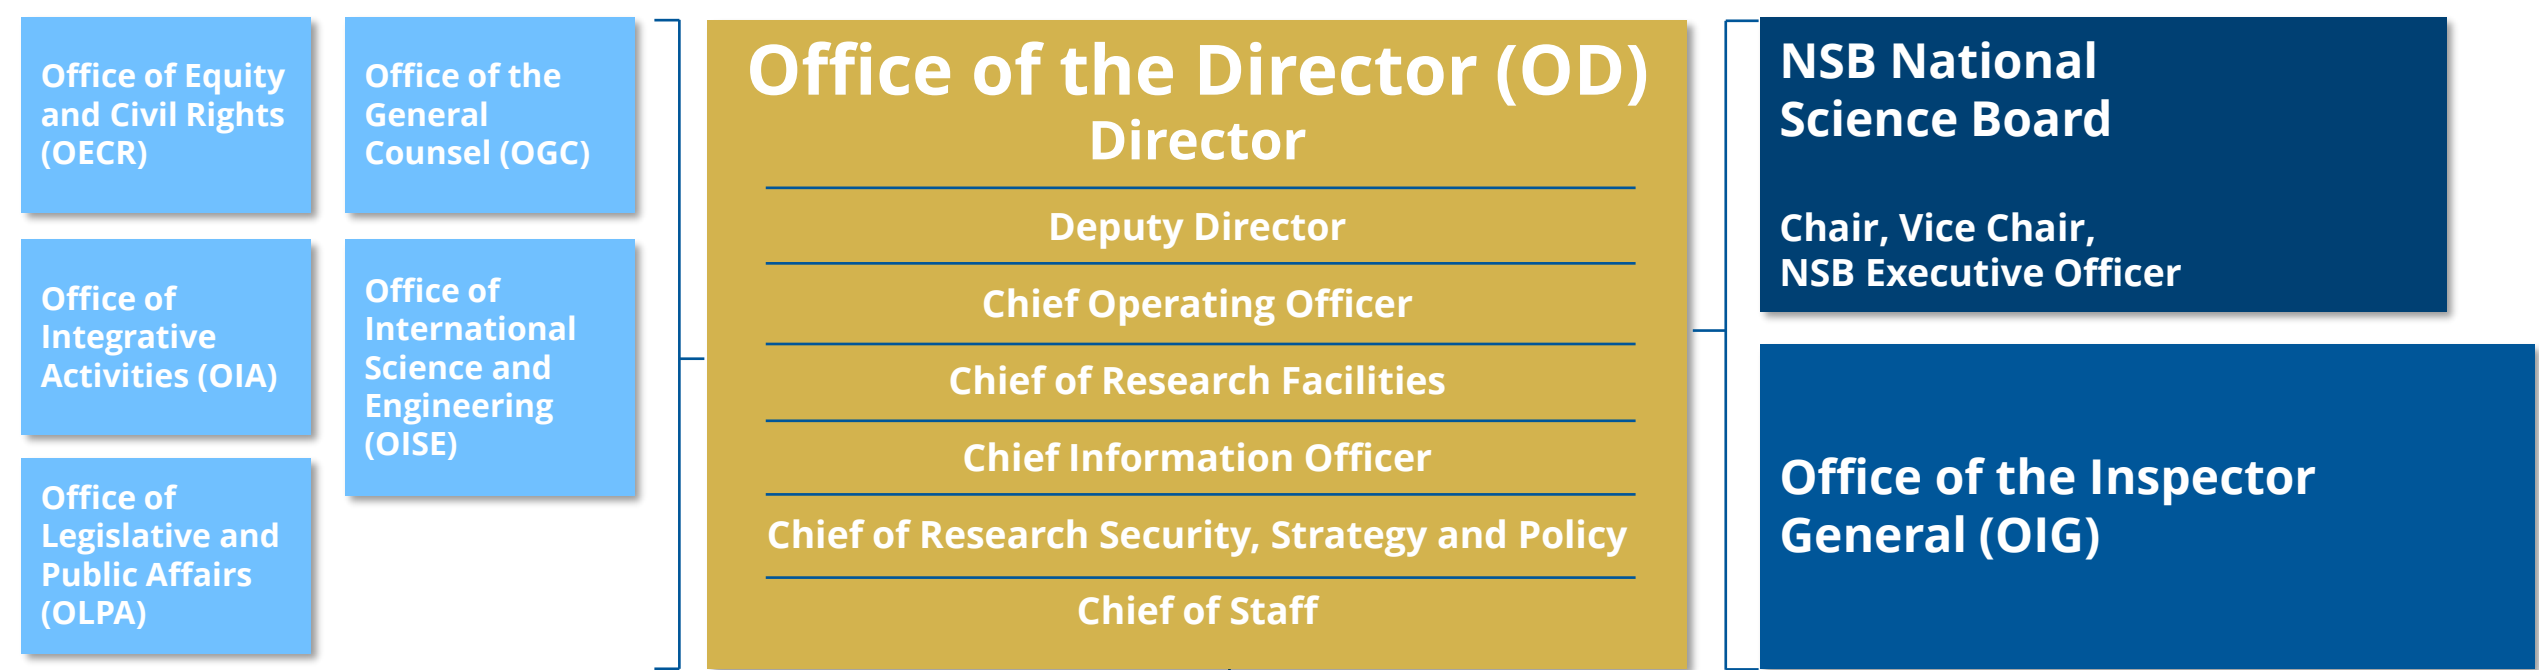 Office of Equity
and Civil Rights
(OECR)
Office of the
General
Counsel (OGC)
Office of
Integrative
Activities (OIA)
Office of
International
Science and
Engineering
(OISE)
Office of
Legislative and
Public Affairs
(OLPA)
Office of the Director (OD)
Director
Deputy Director
Chief Operating Officer
Chief of Research Facilities
Chief Information Officer
Chief of Research Security, Strategy and Policy
Chief of Staff
NSB National
Science Board
Chair, Vice Chair,
NSB Executive Officer
Office of the Inspector
General (OIG)